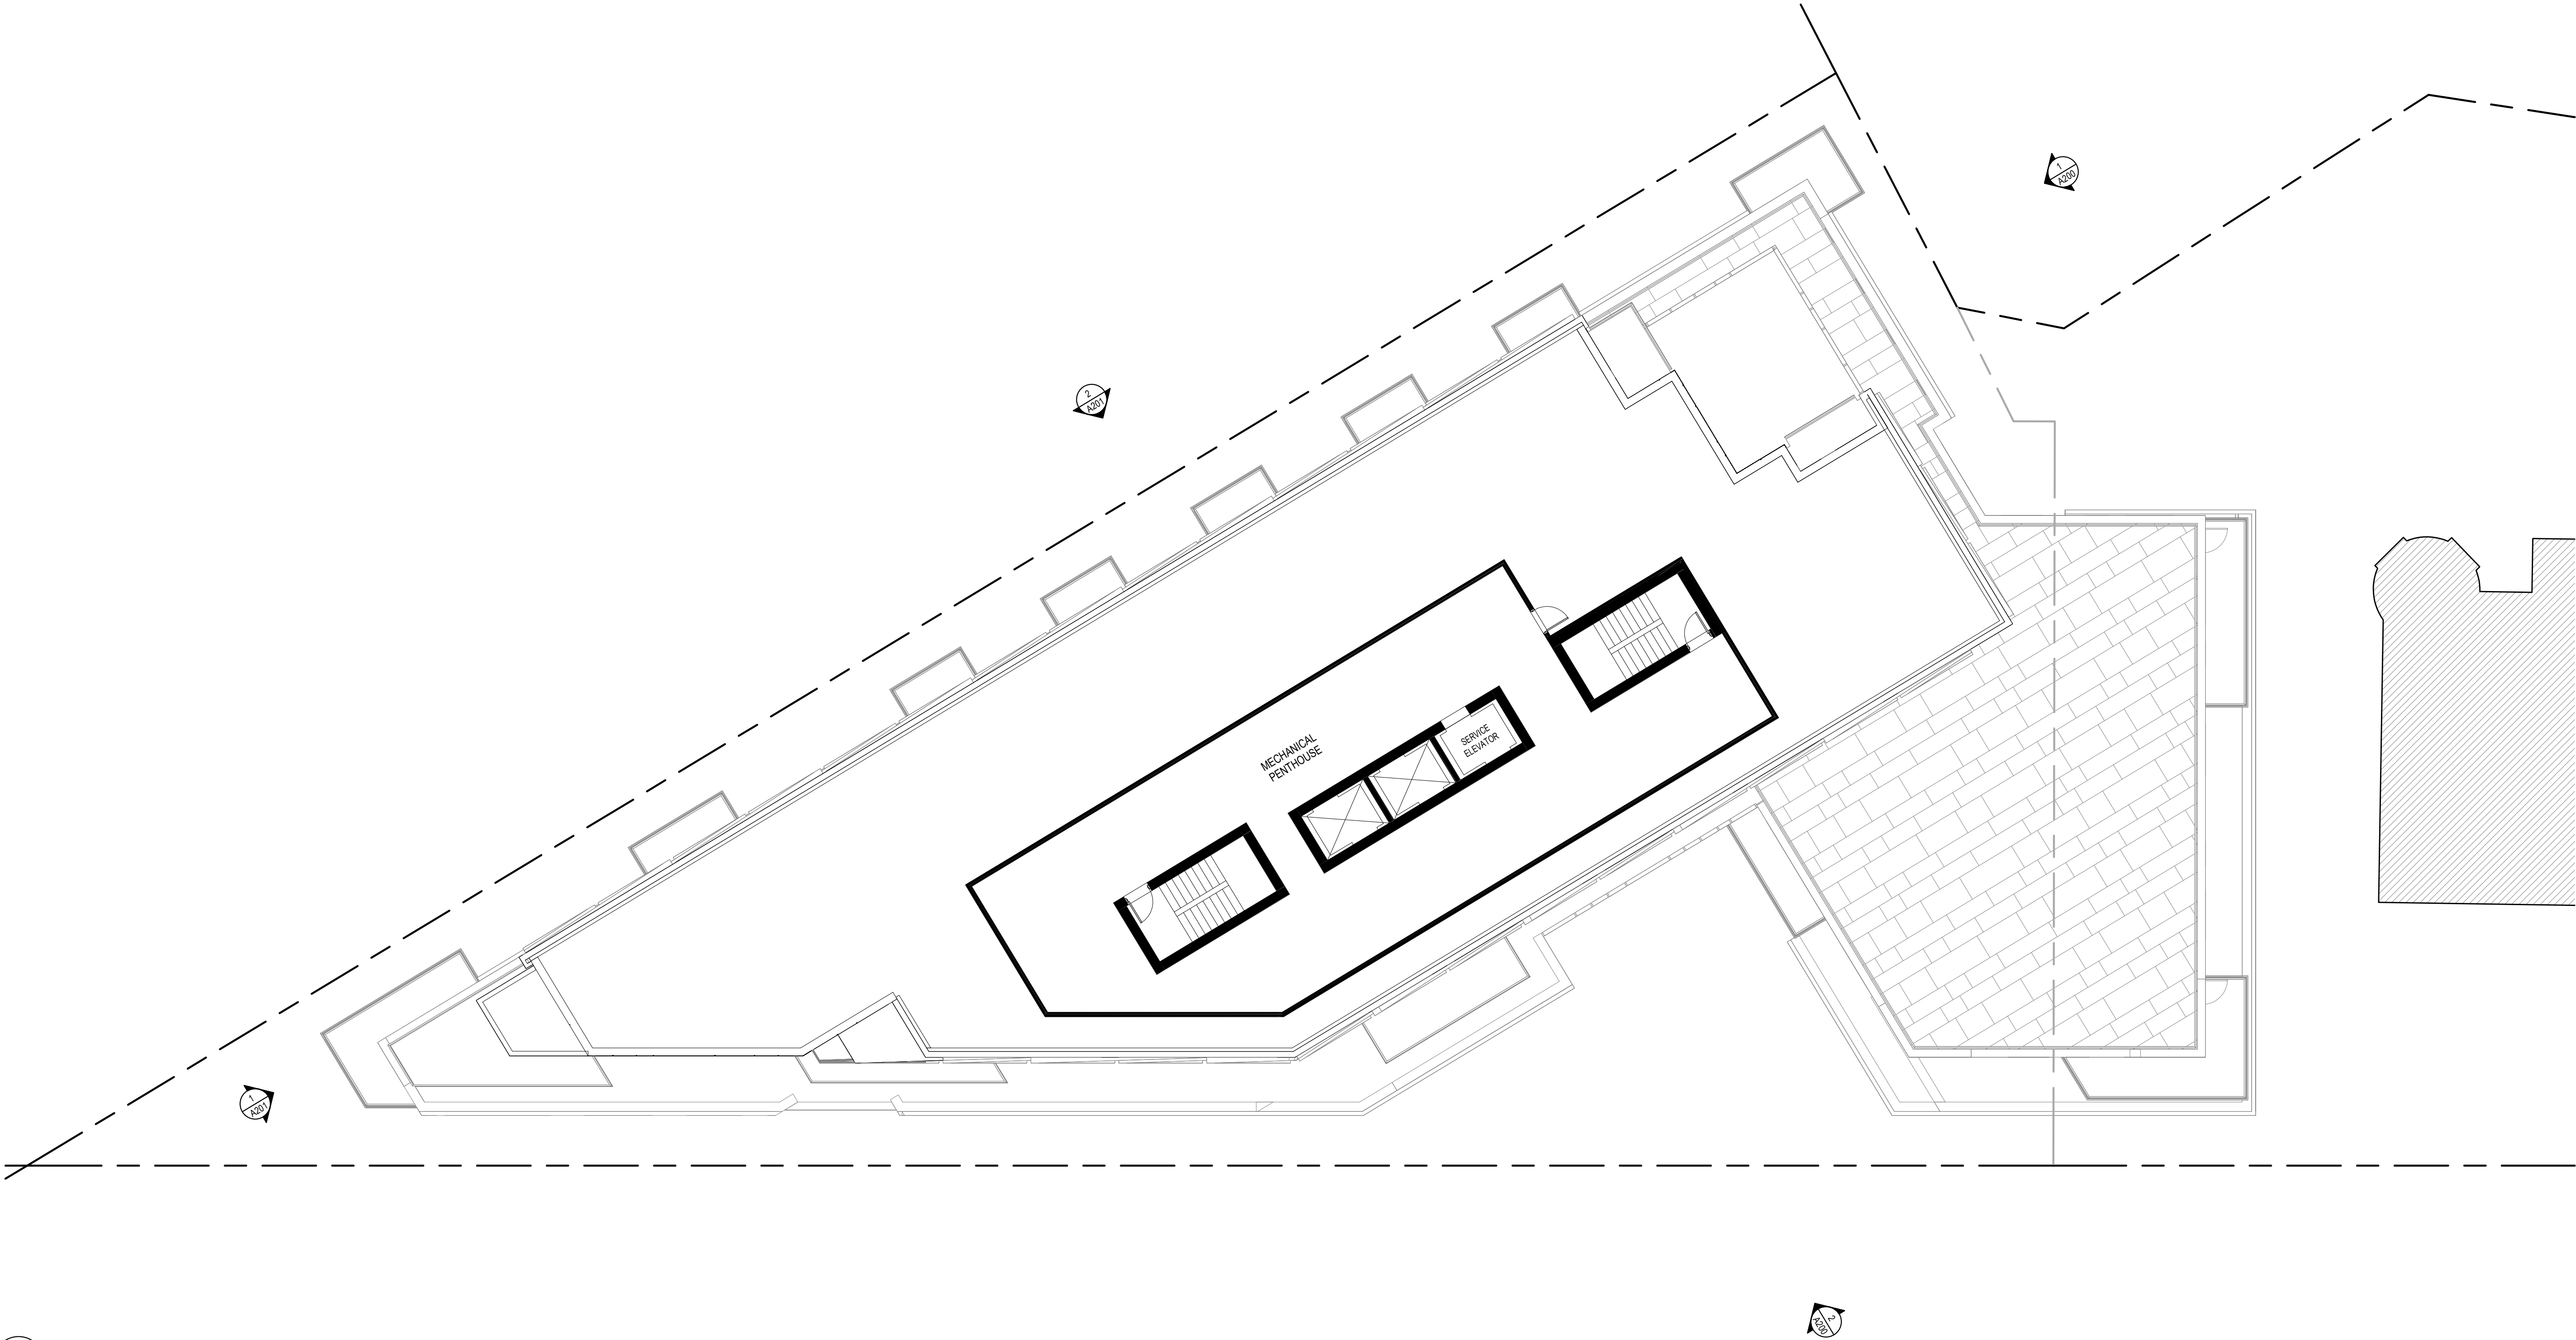 1
A200
2
A201
SERVICE
ELEVATOR
MECHANICAL
PENTHOUSE
1
A201
2
A200